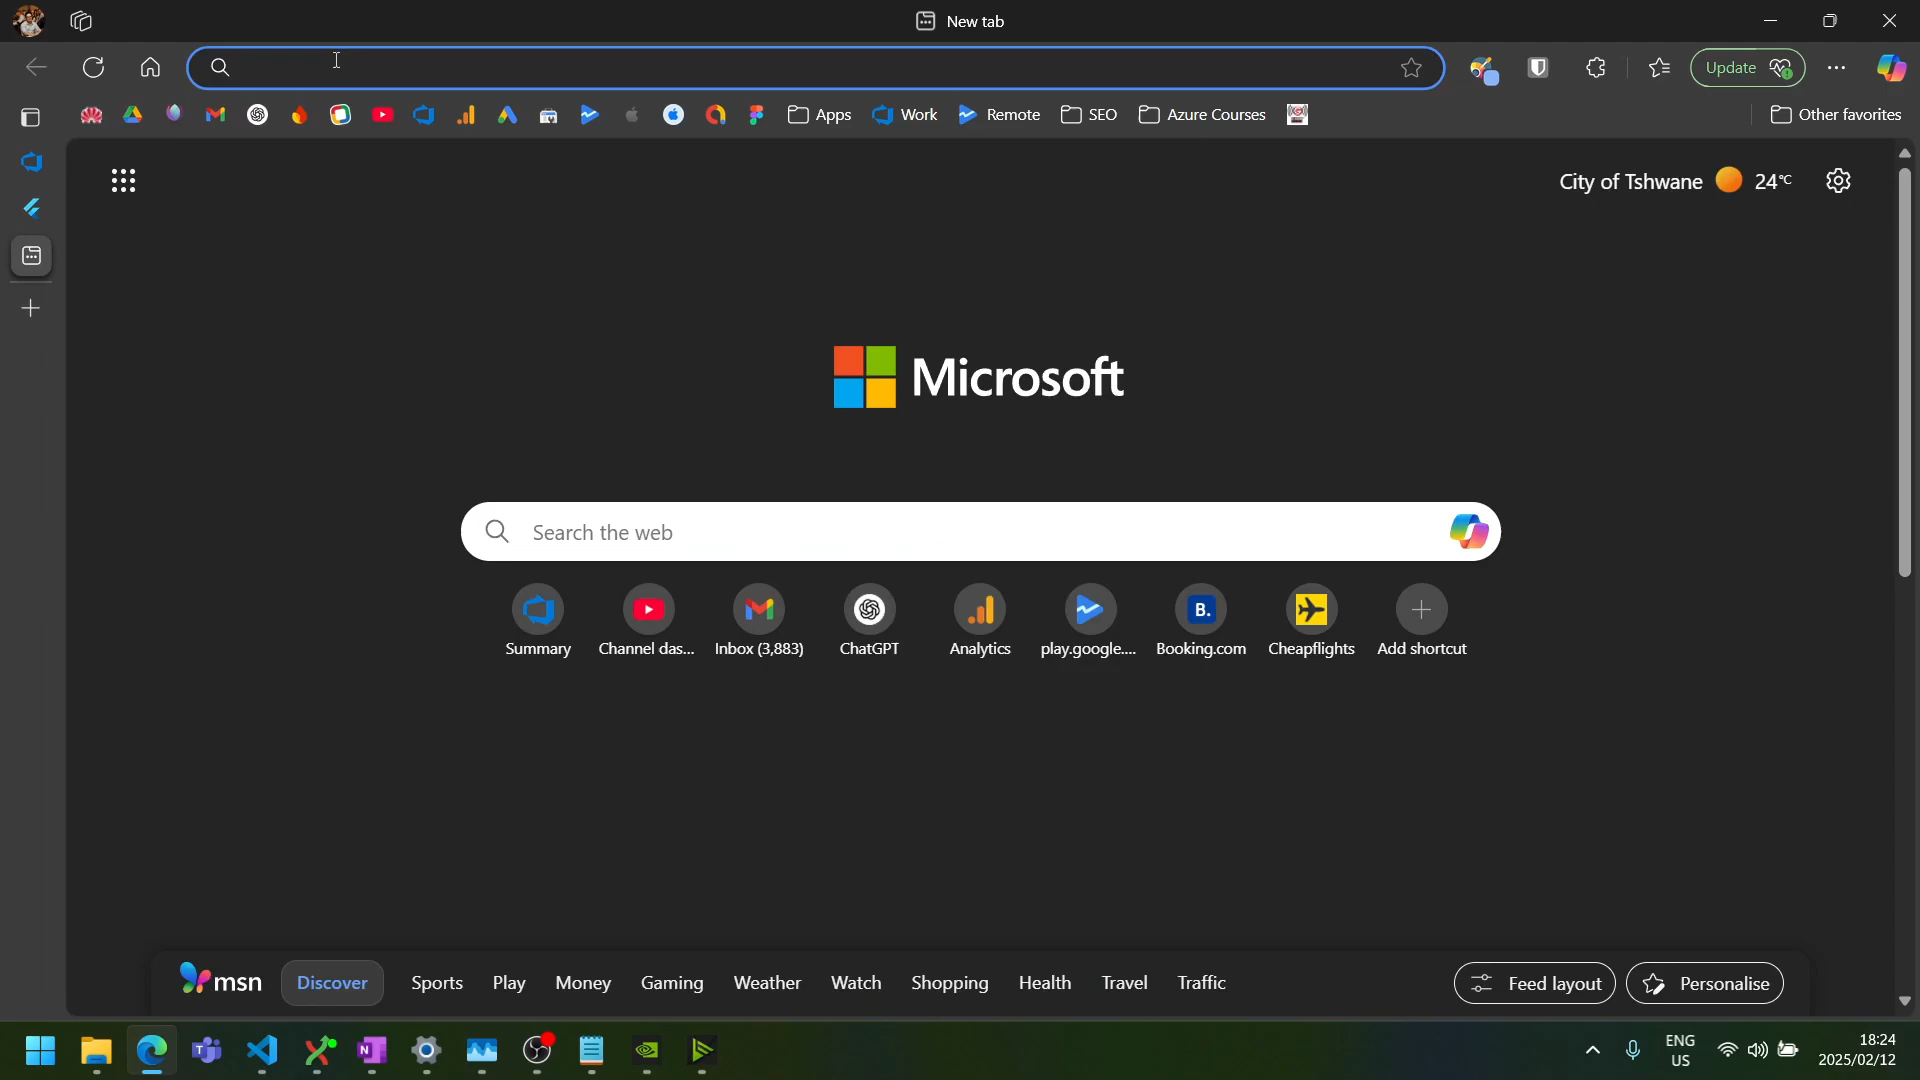 New tab
Update
Apps
Work
Remote
SEO
Azure Courses
Other favorites
City of Tshwane 24°C
Microsoft
Search the web
Summary
Channel das...
Inbox (3,883)
ChatGPT
Analytics
play.google....
B.
Booking.com
Cheapflights
Add shortcut
msn
Discover
Sports
Play
Money
Gaming
Weather
Watch
Shopping
Health
Travel
Traffic
Feed layout
Personalise
ENG
US
18:24
2025/02/12